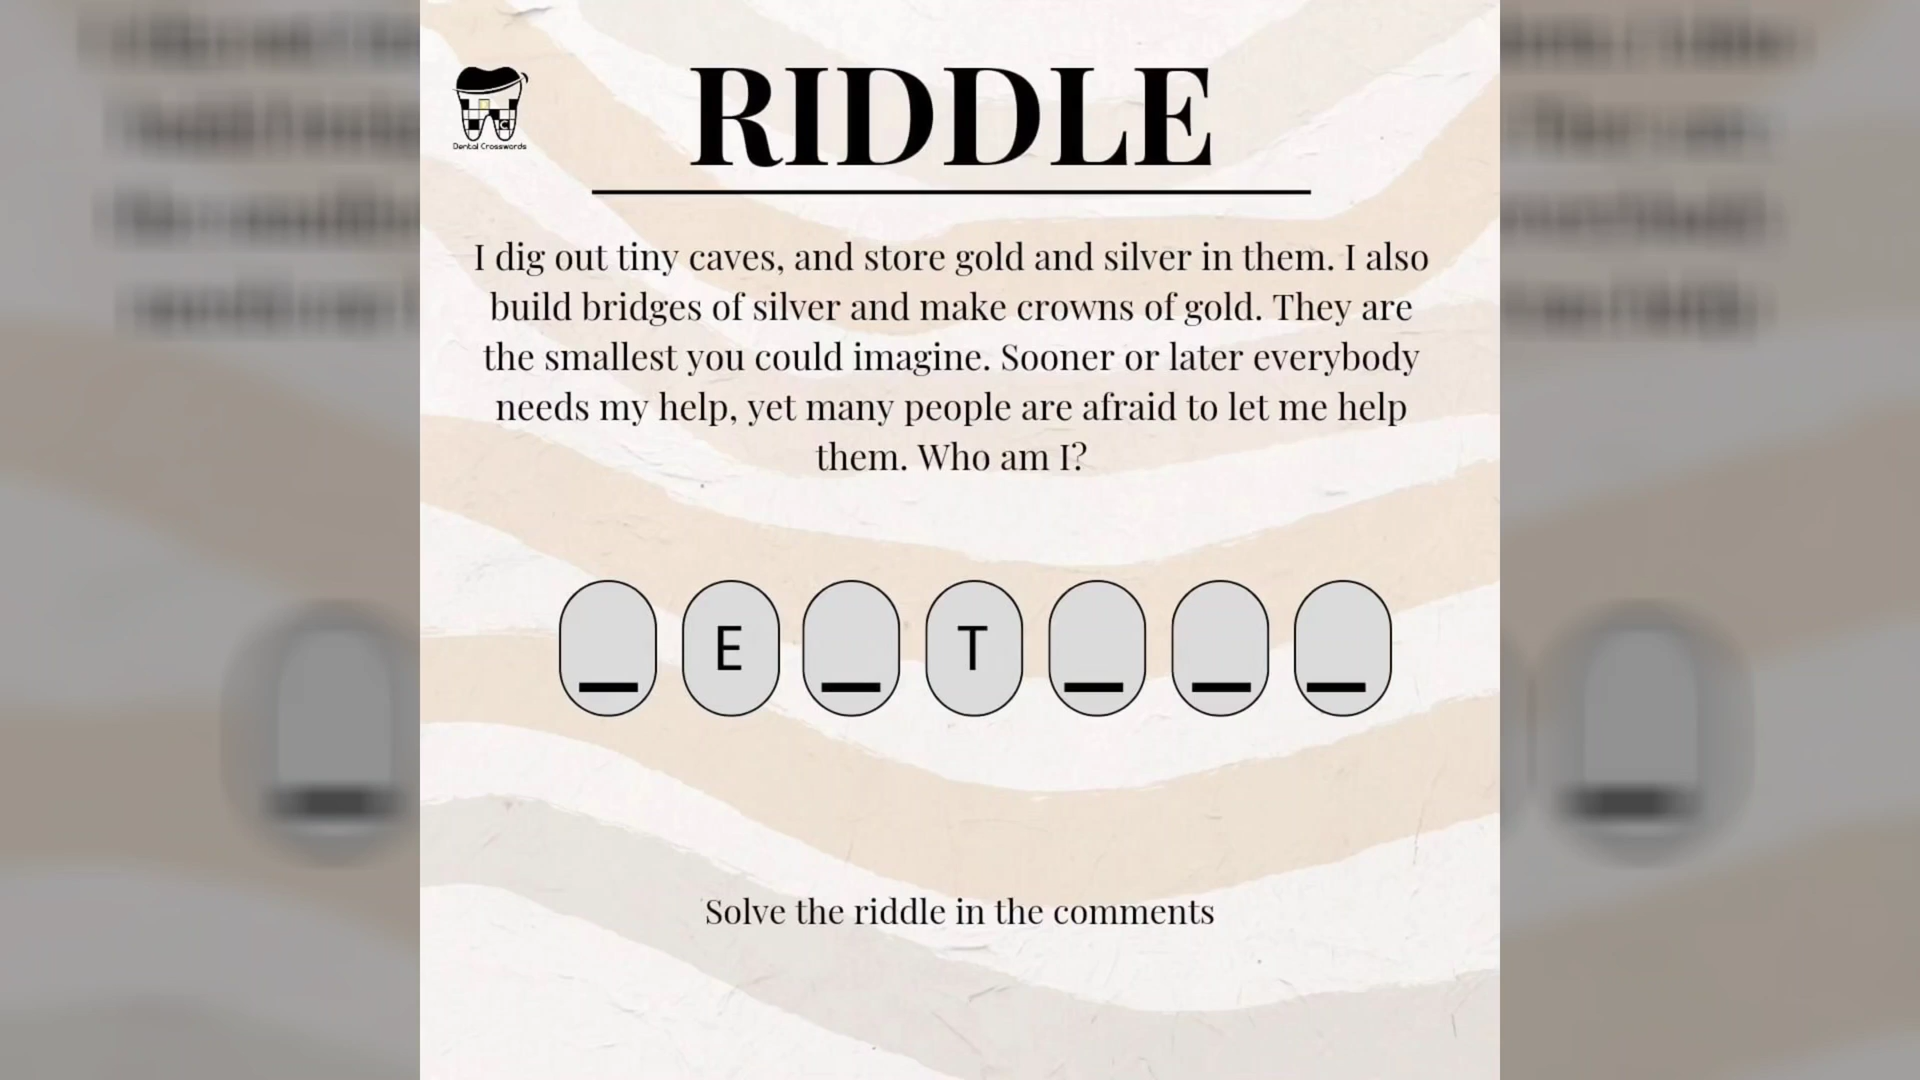 RIDDLE
Dental Crosswords
I dig out tiny caves, and store gold and silver in them. I also
build bridges of silver and make crowns of gold. They are
the smallest you could imagine. Sooner or later everybody
needs my help, yet many people are afraid to let me help
them. Who am I?
_ E _ T _ _ _
Solve the riddle in the comments